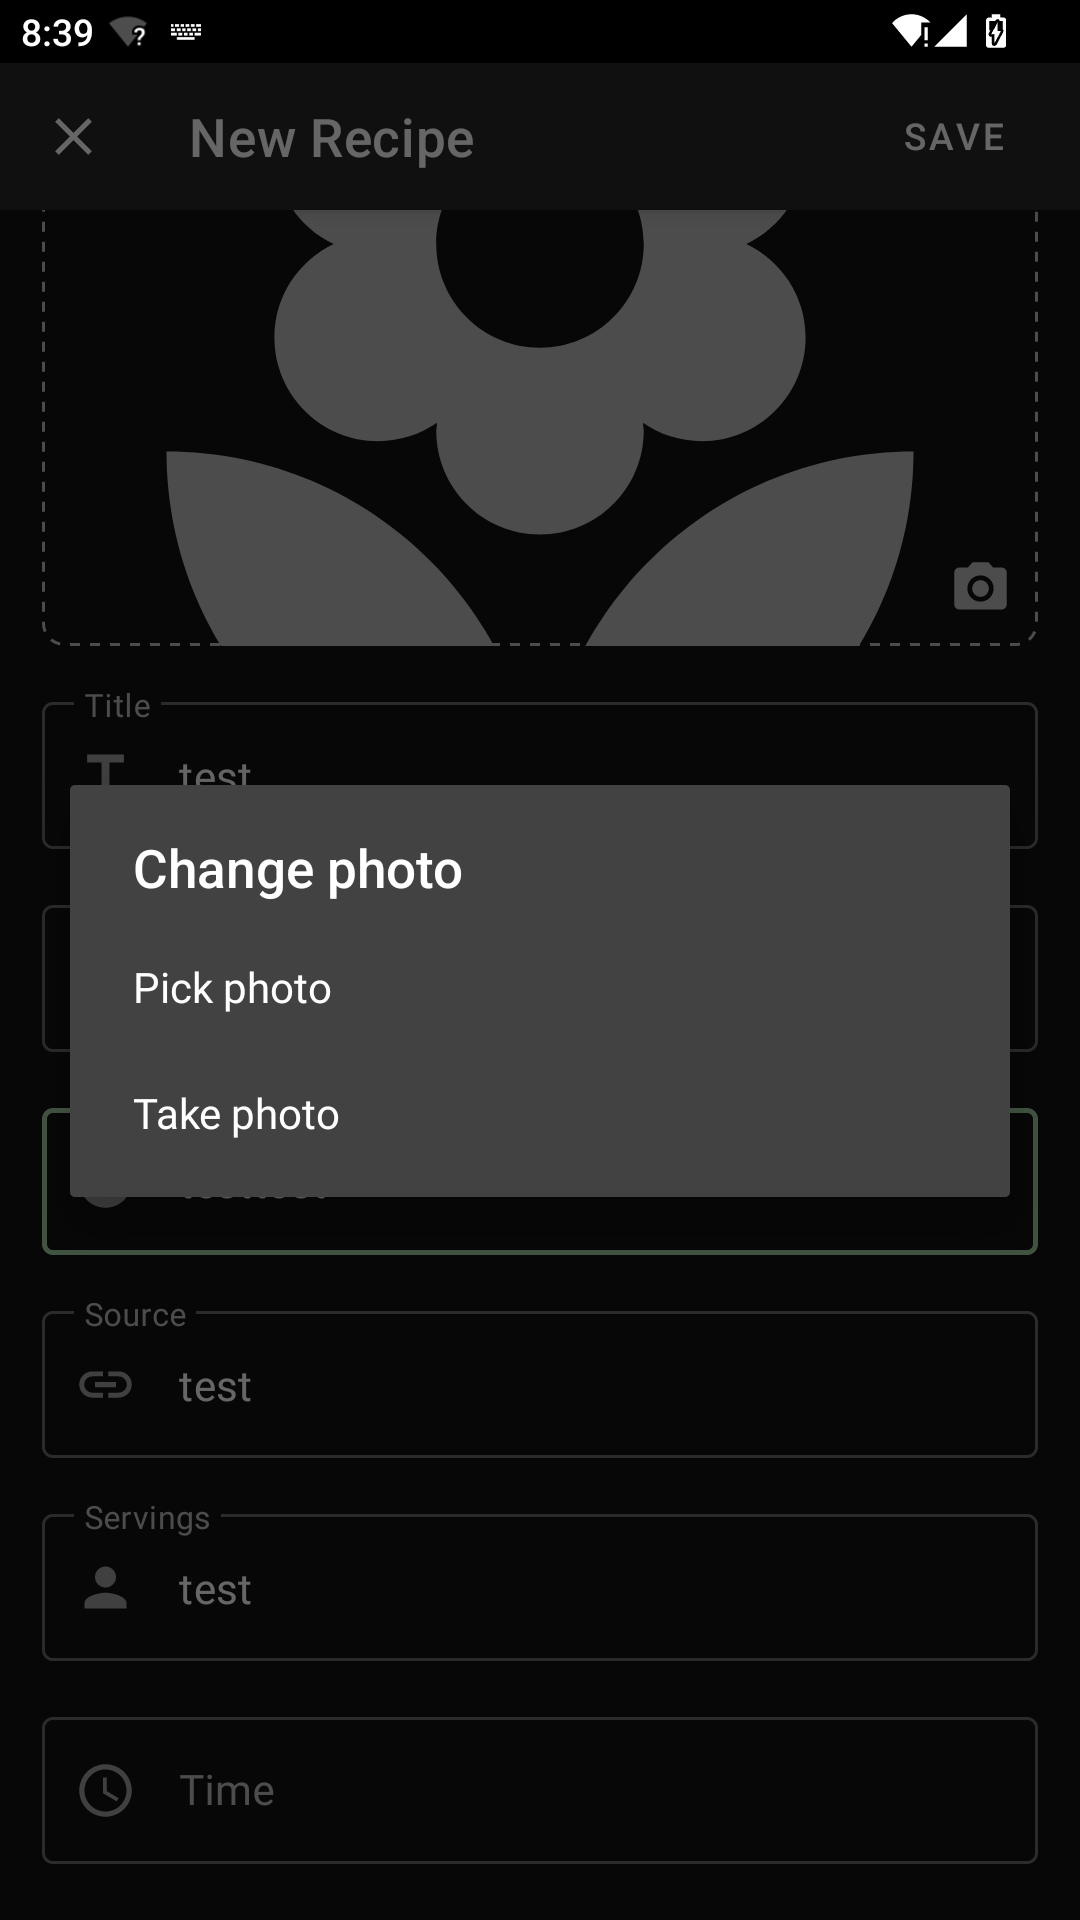 8:39
New Recipe
SAVE
Title
test
Change photo
Pick photo
Take photo
Source
test
Servings
test
Time